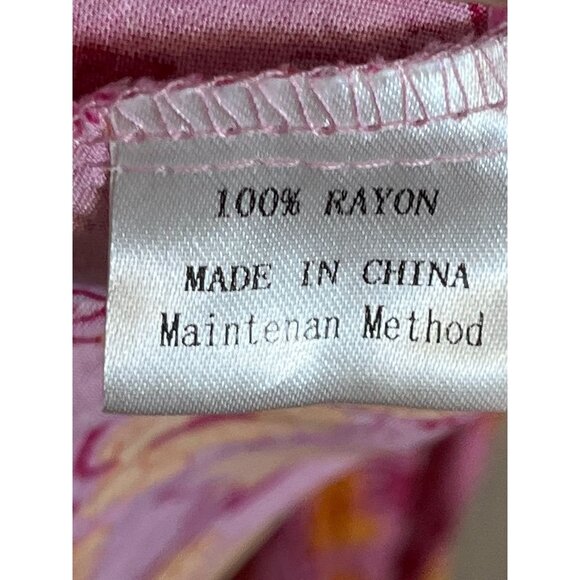 100% RAYON
MADE IN CHINA
Maintenan Method